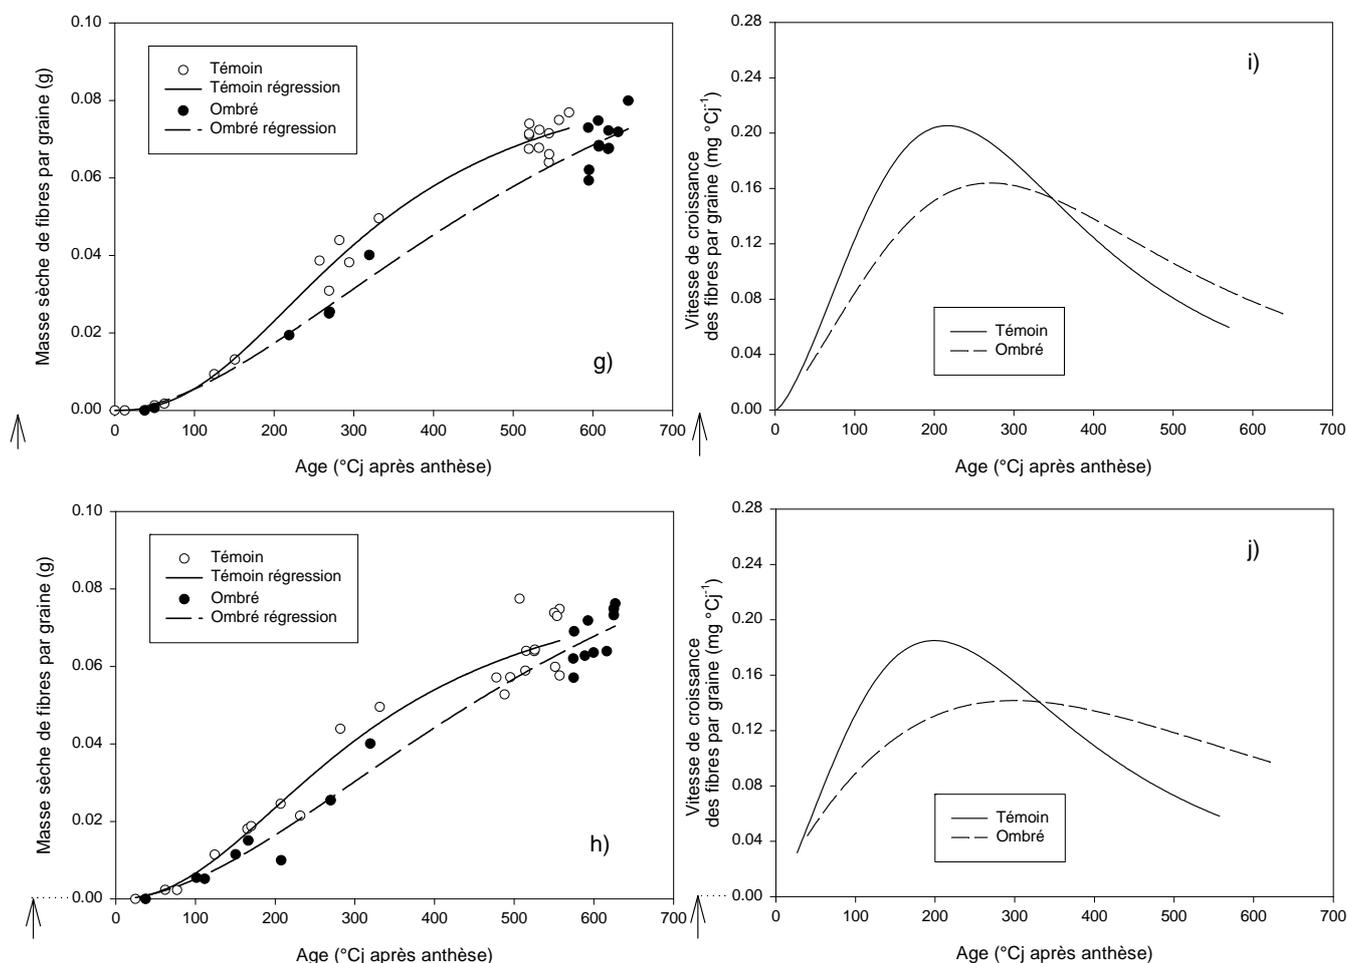 0.10
0.08
0.06
0.04
0.02
0.00
Masse sèche de fibres par graine (g)
Témoin
Témoin régression
Ombré
Ombré régression
g)
0 100 200 300 400 500 600 700
Age (°Cj après anthèse)
0.28
0.24
0.20
0.16
0.12
0.08
0.04
0.00
Vitesse de croissance
des fibres par graine (mg °Cj-1)
i)
Témoin
Ombré
0 100 200 300 400 500 600 700
Age (°Cj après anthèse)
0.10
0.08
0.06
0.04
0.02
0.00
Masse sèche de fibres par graine (g)
Témoin
Témoin régression
Ombré
Ombré régression
h)
0 100 200 300 400 500 600 700
Age (°Cj après anthèse)
0.28
0.24
0.20
0.16
0.12
0.08
0.04
0.00
Vitesse de croissance
des fibres par graine (mg °Cj-1)
j)
Témoin
Ombré
0 100 200 300 400 500 600 700
Age (°Cj après anthèse)